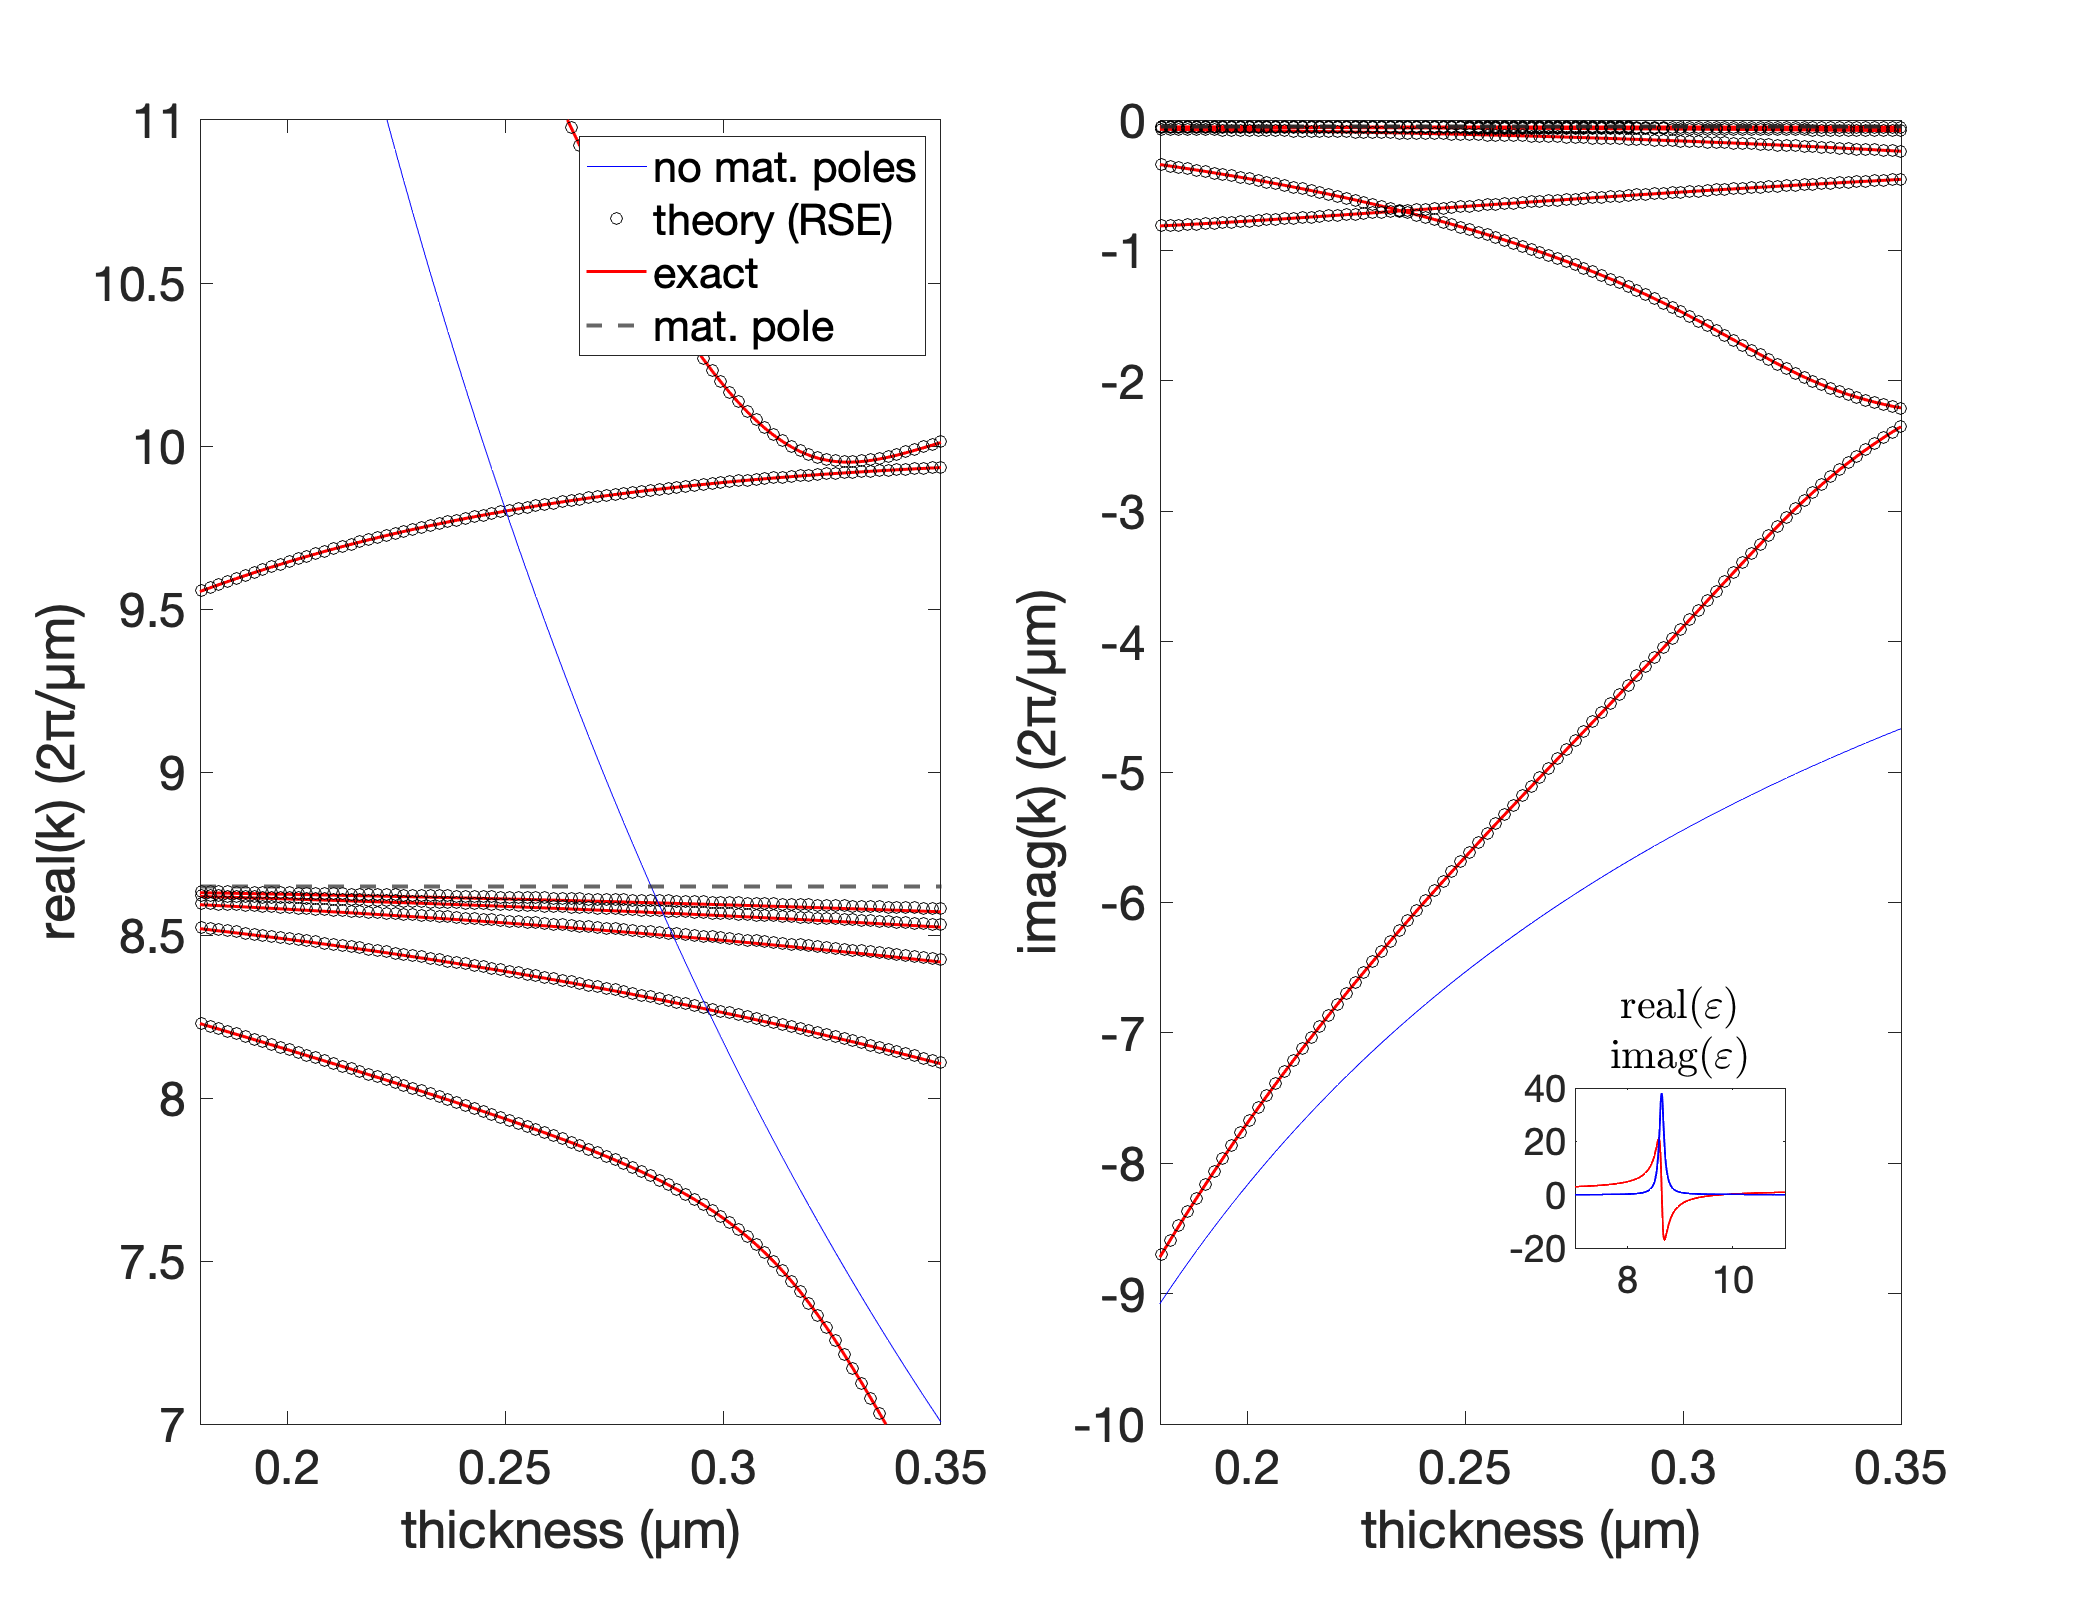 11
10.5
10
9.5
9
8.5
8
7.5
7
real(k) (2π/μm)
0.2 0.25 0.3 0.35
thickness (μm)
no mat. poles
theory (RSE)
exact
mat. pole
0
-1
-2
-3
-4
-5
-6
-7
-8
-9
-10
imag(k) (2π/μm)
0.2 0.25 0.3 0.35
thickness (μm)
real(ε)
imag(ε)
40
20
0
-20
8 10